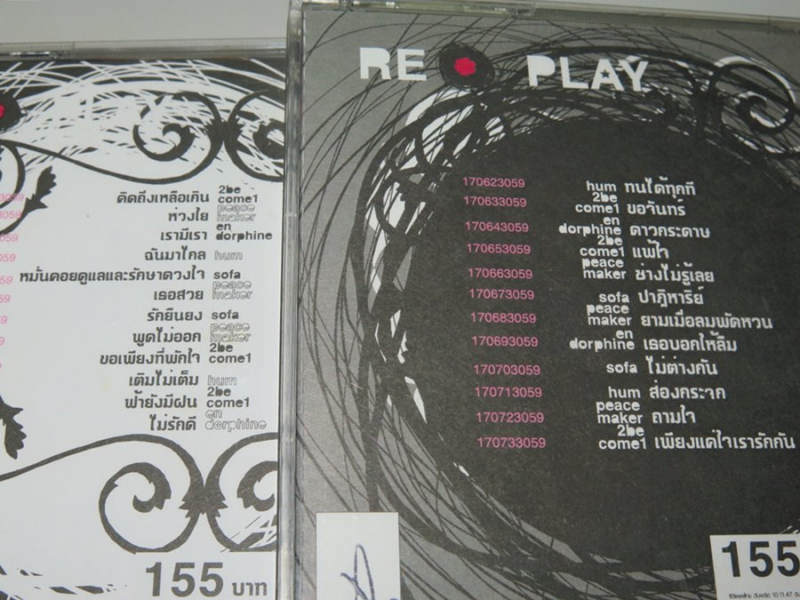 คิดถึงเหลือเกิน 2be come1
ห่วงใย peace maker
เรามีเรา en dorphine
ฉันมาไกล hum
หมั่นคอยดูแลและรักษาดวงใจ sofa
เธอสวย peace maker
รักยืนยง sofa
พูดไม่ออก peace maker
ขอเพียงที่พักใจ 2be come1
เติมไม่เต็ม hum
ฟ้ายังมีฝน 2be come1
ไม่รักดี en dorphine
155 บาท
RE PLAY
170623059 hum ทนได้ทุกที
170633059 2be come1 ขอจันทร์
170643059 en dorphine ดาวกระดาษ
170653059 2be come1 แพ้ใจ
170663059 peace maker ช่างไม่รู้เลย
170673059 sofa ปาฏิหาริย์
170683059 peace maker ยามเมื่อลมพัดหวน
170693059 en dorphine เธอบอกให้ลืม
170703059 sofa ไม่ต่างกัน
170713059 hum ส่องกระจก
170723059 peace maker ถามใจ
170733059 2be come1 เพียงแค่ใจเรารักกัน
155